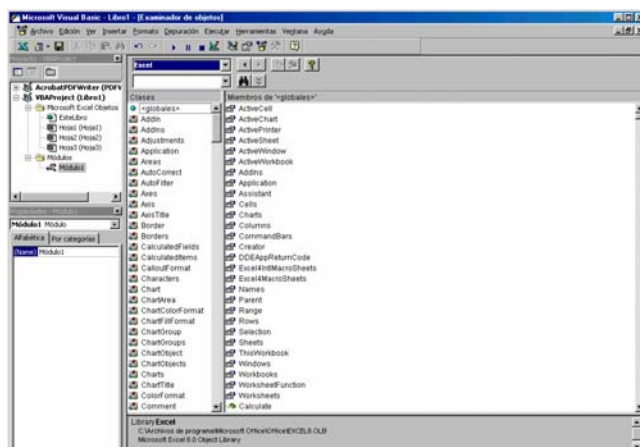 Microsoft Visual Basic - Libro1 - [Examinador de objetos]
Archivo Edición Ver Insertar Formato Depuración Ejecutar Herramientas Ventana Ayuda
AcrobatPDFWriter (PDFW
VBAProject (Libro1)
Microsoft Excel Objetos
EsteLibro
Hoja1 (Hoja1)
Hoja2 (Hoja2)
Hoja3 (Hoja3)
Módulos
Módulo1
Módulo1 Módulo
Alfabética Por categorías
(Name) Módulo1
Excel
Clases
<globales>
AddIn
AddIns
Adjustments
Application
Areas
AutoCorrect
AutoFilter
Axes
Axis
AxisTitle
Border
Borders
CalculatedFields
CalculatedItems
CalloutFormat
Characters
Chart
ChartArea
ChartColorFormat
ChartFillFormat
ChartGroup
ChartGroups
ChartObject
ChartObjects
Charts
ChartTitle
ColorFormat
Comment
Miembros de '<globales>'
ActiveCell
ActiveChart
ActivePrinter
ActiveSheet
ActiveWindow
ActiveWorkbook
AddIns
Application
Assistant
Cells
Charts
Columns
CommandBars
Creator
DDEAppReturnCode
Excel4IntlMacroSheets
Excel4MacroSheets
Names
Parent
Range
Rows
Selection
Sheets
ThisWorkbook
Windows
Workbooks
WorksheetFunction
Worksheets
Calculate
Library Excel
C:\Archivos de programa\Microsoft Office\Office\EXCEL8.OLB
Microsoft Excel 8.0 Object Library